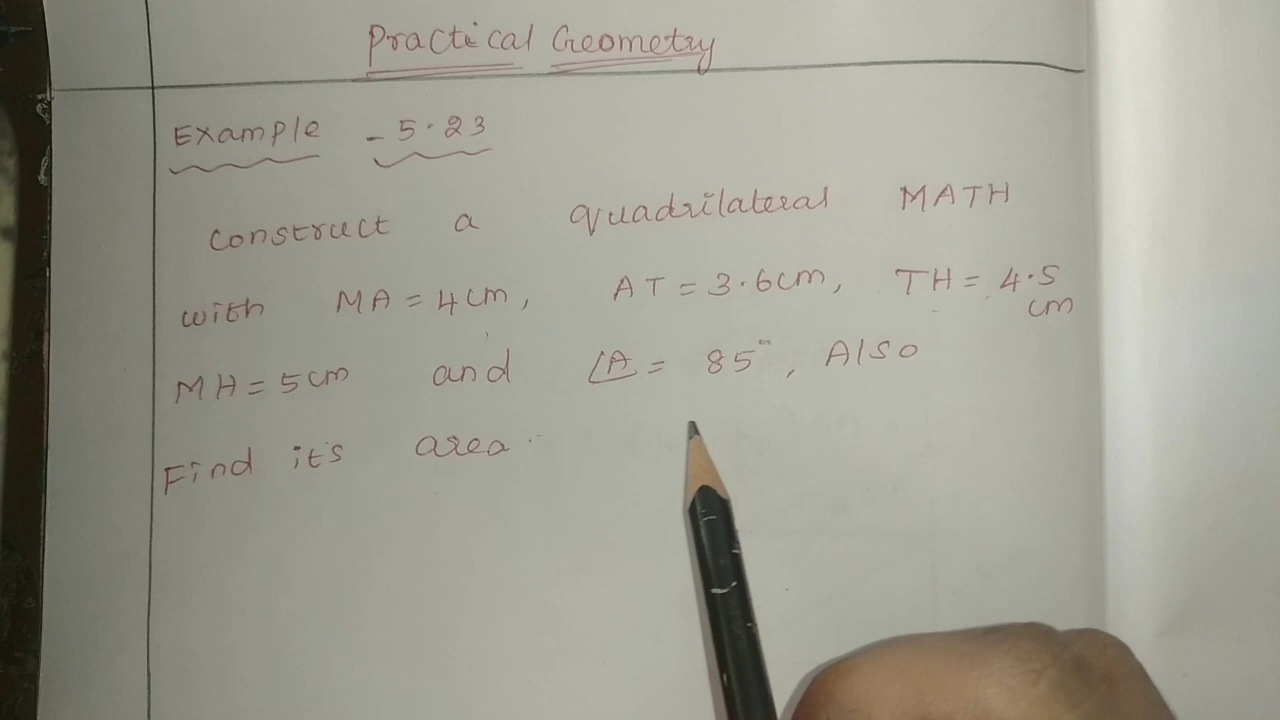 Practical Geometry
Example - 5.23
construct a quadrilateral MATH
with MA = 4cm, AT = 3.6cm, TH = 4.5 cm
MH = 5cm and ∠A = 85°, Also
Find it's area.